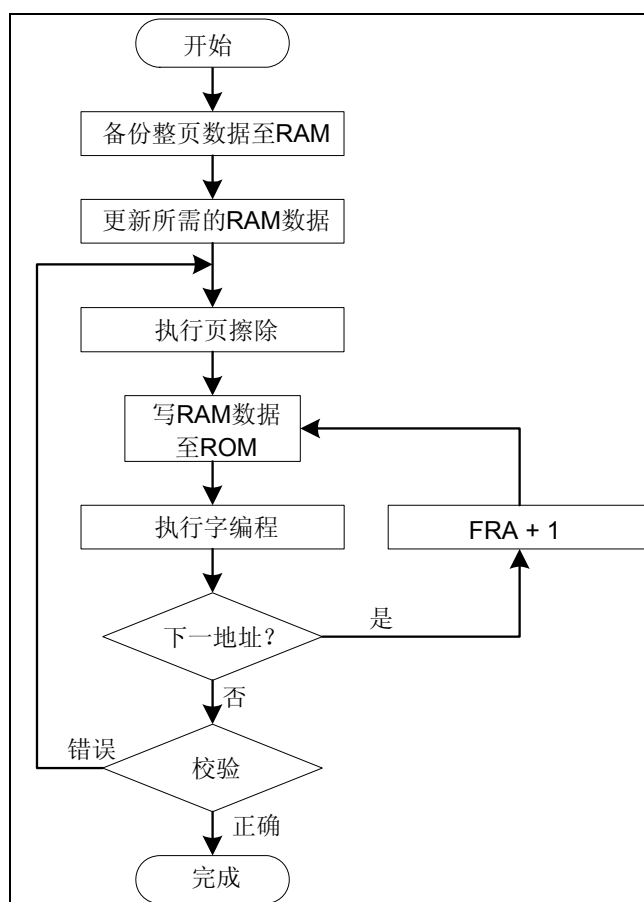 开始
备份整页数据至RAM
更新所需的RAM数据
执行页擦除
写RAM数据
至ROM
执行字编程
FRA + 1
下一地址？
是
否
错误
校验
正确
完成